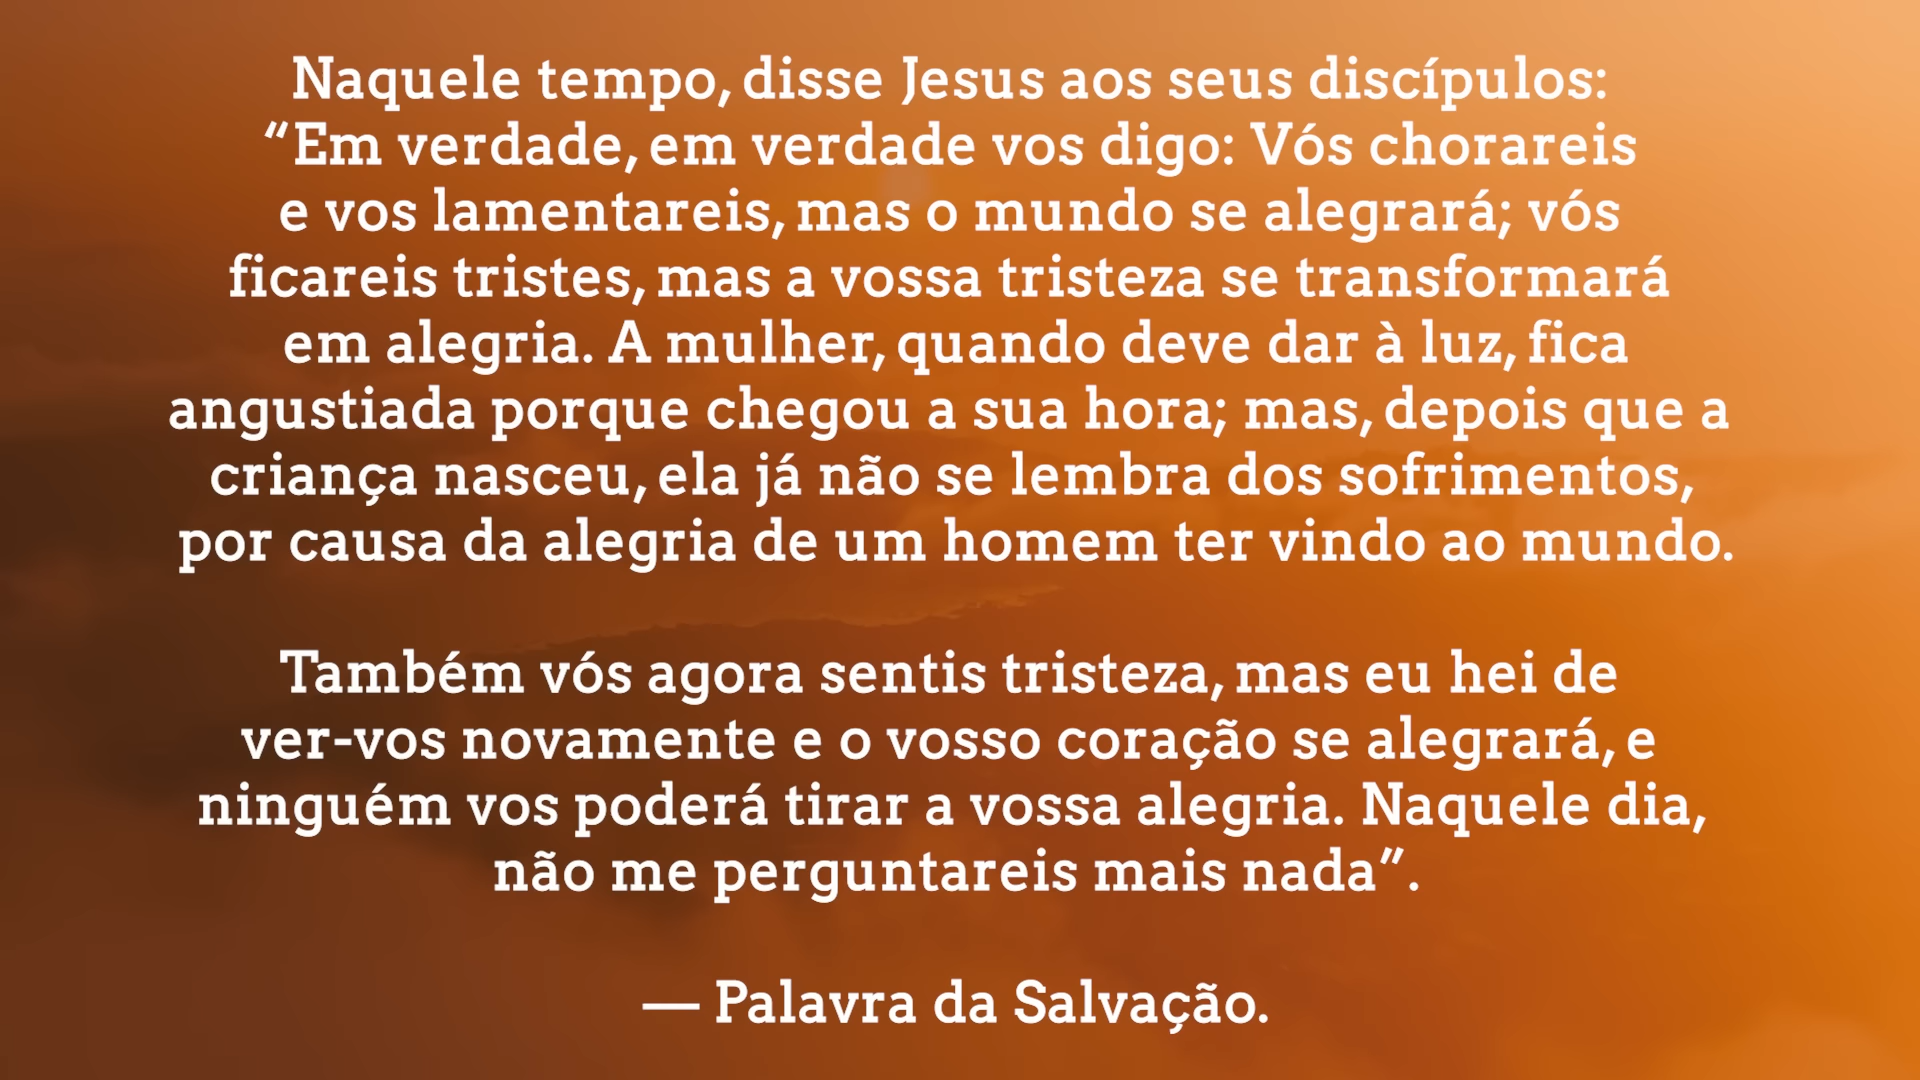 Naquele tempo, disse Jesus aos seus discípulos:
“Em verdade, em verdade vos digo: Vós chorareis
e vos lamentareis, mas o mundo se alegrará; vós
ficareis tristes, mas a vossa tristeza se transformará
em alegria. A mulher, quando deve dar à luz, fica
angustiada porque chegou a sua hora; mas, depois que a
criança nasceu, ela já não se lembra dos sofrimentos,
por causa da alegria de um homem ter vindo ao mundo.
Também vós agora sentis tristeza, mas eu hei de
ver-vos novamente e o vosso coração se alegrará, e
ninguém vos poderá tirar a vossa alegria. Naquele dia,
não me perguntareis mais nada”.
— Palavra da Salvação.